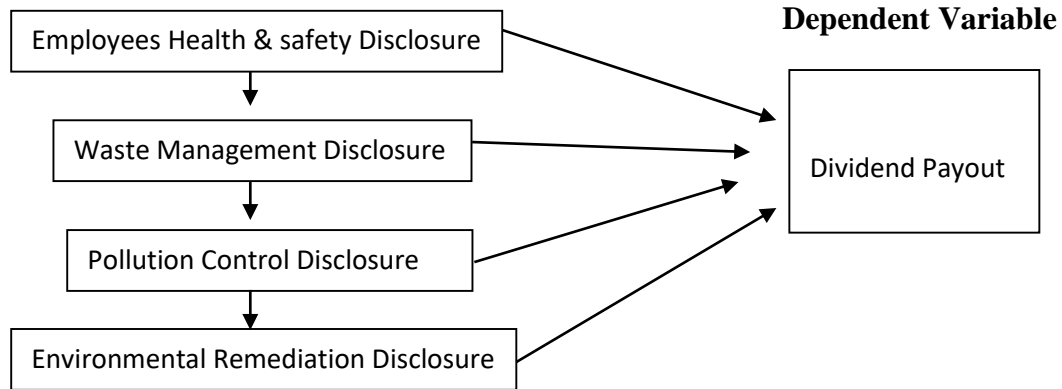 Dependent Variable
Employees Health & safety Disclosure
Waste Management Disclosure
Dividend Payout
Pollution Control Disclosure
Environmental Remediation Disclosure